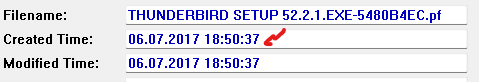 Filename: THUNDERBIRD SETUP 52.2.1.EXE-5480B4EC.pf
Created Time: 06.07.2017 18:50:37
Modified Time: 06.07.2017 18:50:37